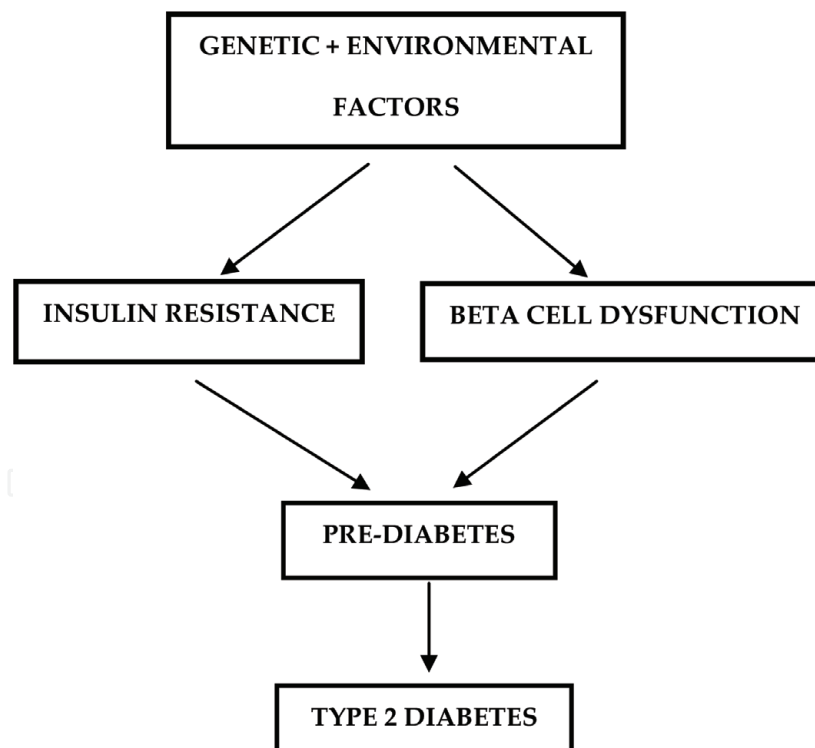 GENETIC + ENVIRONMENTAL
FACTORS
INSULIN RESISTANCE
BETA CELL DYSFUNCTION
PRE-DIABETES
TYPE 2 DIABETES